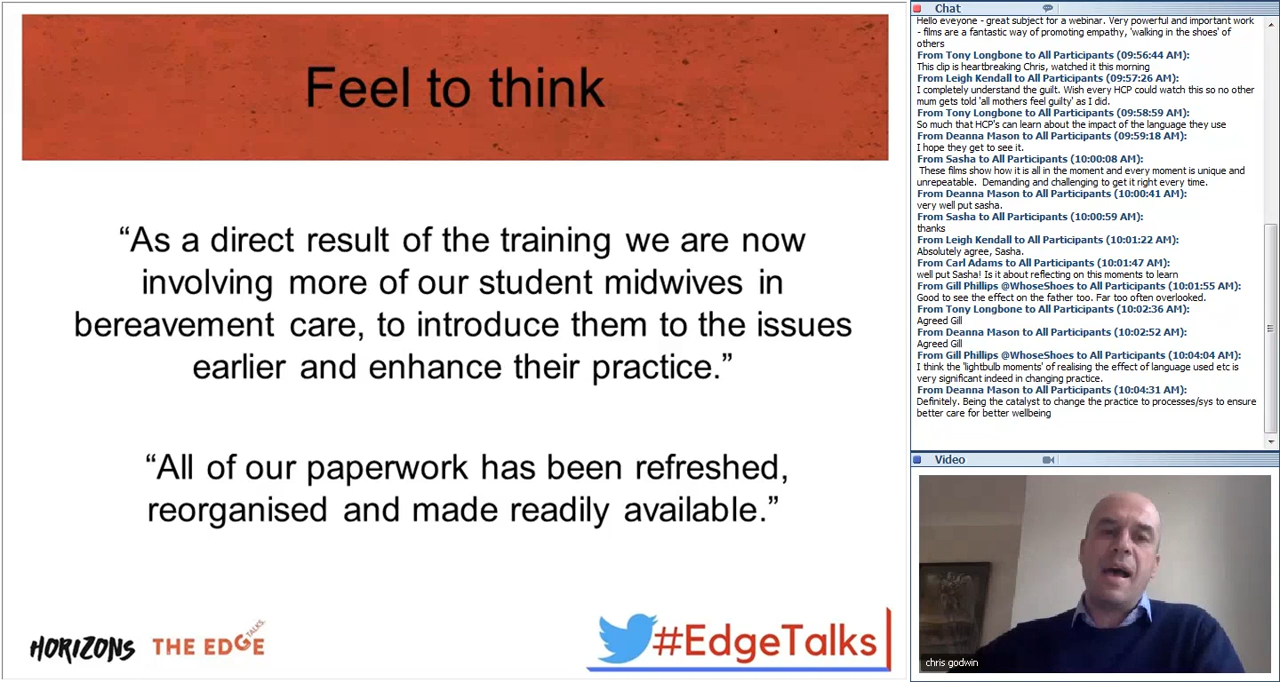 Feel to think
“As a direct result of the training we are now
involving more of our student midwives in
bereavement care, to introduce them to the issues
earlier and enhance their practice.”
“All of our paperwork has been refreshed,
reorganised and made readily available.”
HORIZONS THE EDGE TALKS
#EdgeTalks
Chat
Hello eveyone - great subject for a webinar. Very powerful and important work
- films are a fantastic way of promoting empathy, 'walking in the shoes' of
others
From Tony Longbone to All Participants (09:56:44 AM):
This clip is heartbreaking Chris, watched it this morning
From Leigh Kendall to All Participants (09:57:26 AM):
I completely understand the guilt. Wish every HCP could watch this so no other
mum gets told 'all mothers feel guilty' as I did.
From Tony Longbone to All Participants (09:58:59 AM):
So much that HCP's can learn about the impact of the language they use
From Deanna Mason to All Participants (09:59:18 AM):
I hope they get to see it.
From Sasha to All Participants (10:00:08 AM):
These films show how it is all in the moment and every moment is unique and
unrepeatable. Demanding and challenging to get it right every time.
From Deanna Mason to All Participants (10:00:41 AM):
very well put sasha.
From Sasha to All Participants (10:00:59 AM):
thanks
From Leigh Kendall to All Participants (10:01:22 AM):
Absolutely agree, Sasha.
From Carl Adams to All Participants (10:01:47 AM):
well put Sasha! Is it about reflecting on this moments to learn
From Gill Phillips @WhoseShoes to All Participants (10:01:55 AM):
Good to see the effect on the father too. Far too often overlooked.
From Tony Longbone to All Participants (10:02:36 AM):
Agreed Gill
From Deanna Mason to All Participants (10:02:52 AM):
Agreed Gill
From Gill Phillips @WhoseShoes to All Participants (10:04:04 AM):
I think the 'lightbulb moments' of realising the effect of language used etc is
very significant indeed in changing practice.
From Deanna Mason to All Participants (10:04:31 AM):
Definitely. Being the catalyst to change the practice to processes/sys to ensure
better care for better wellbeing
Video
chris godwin